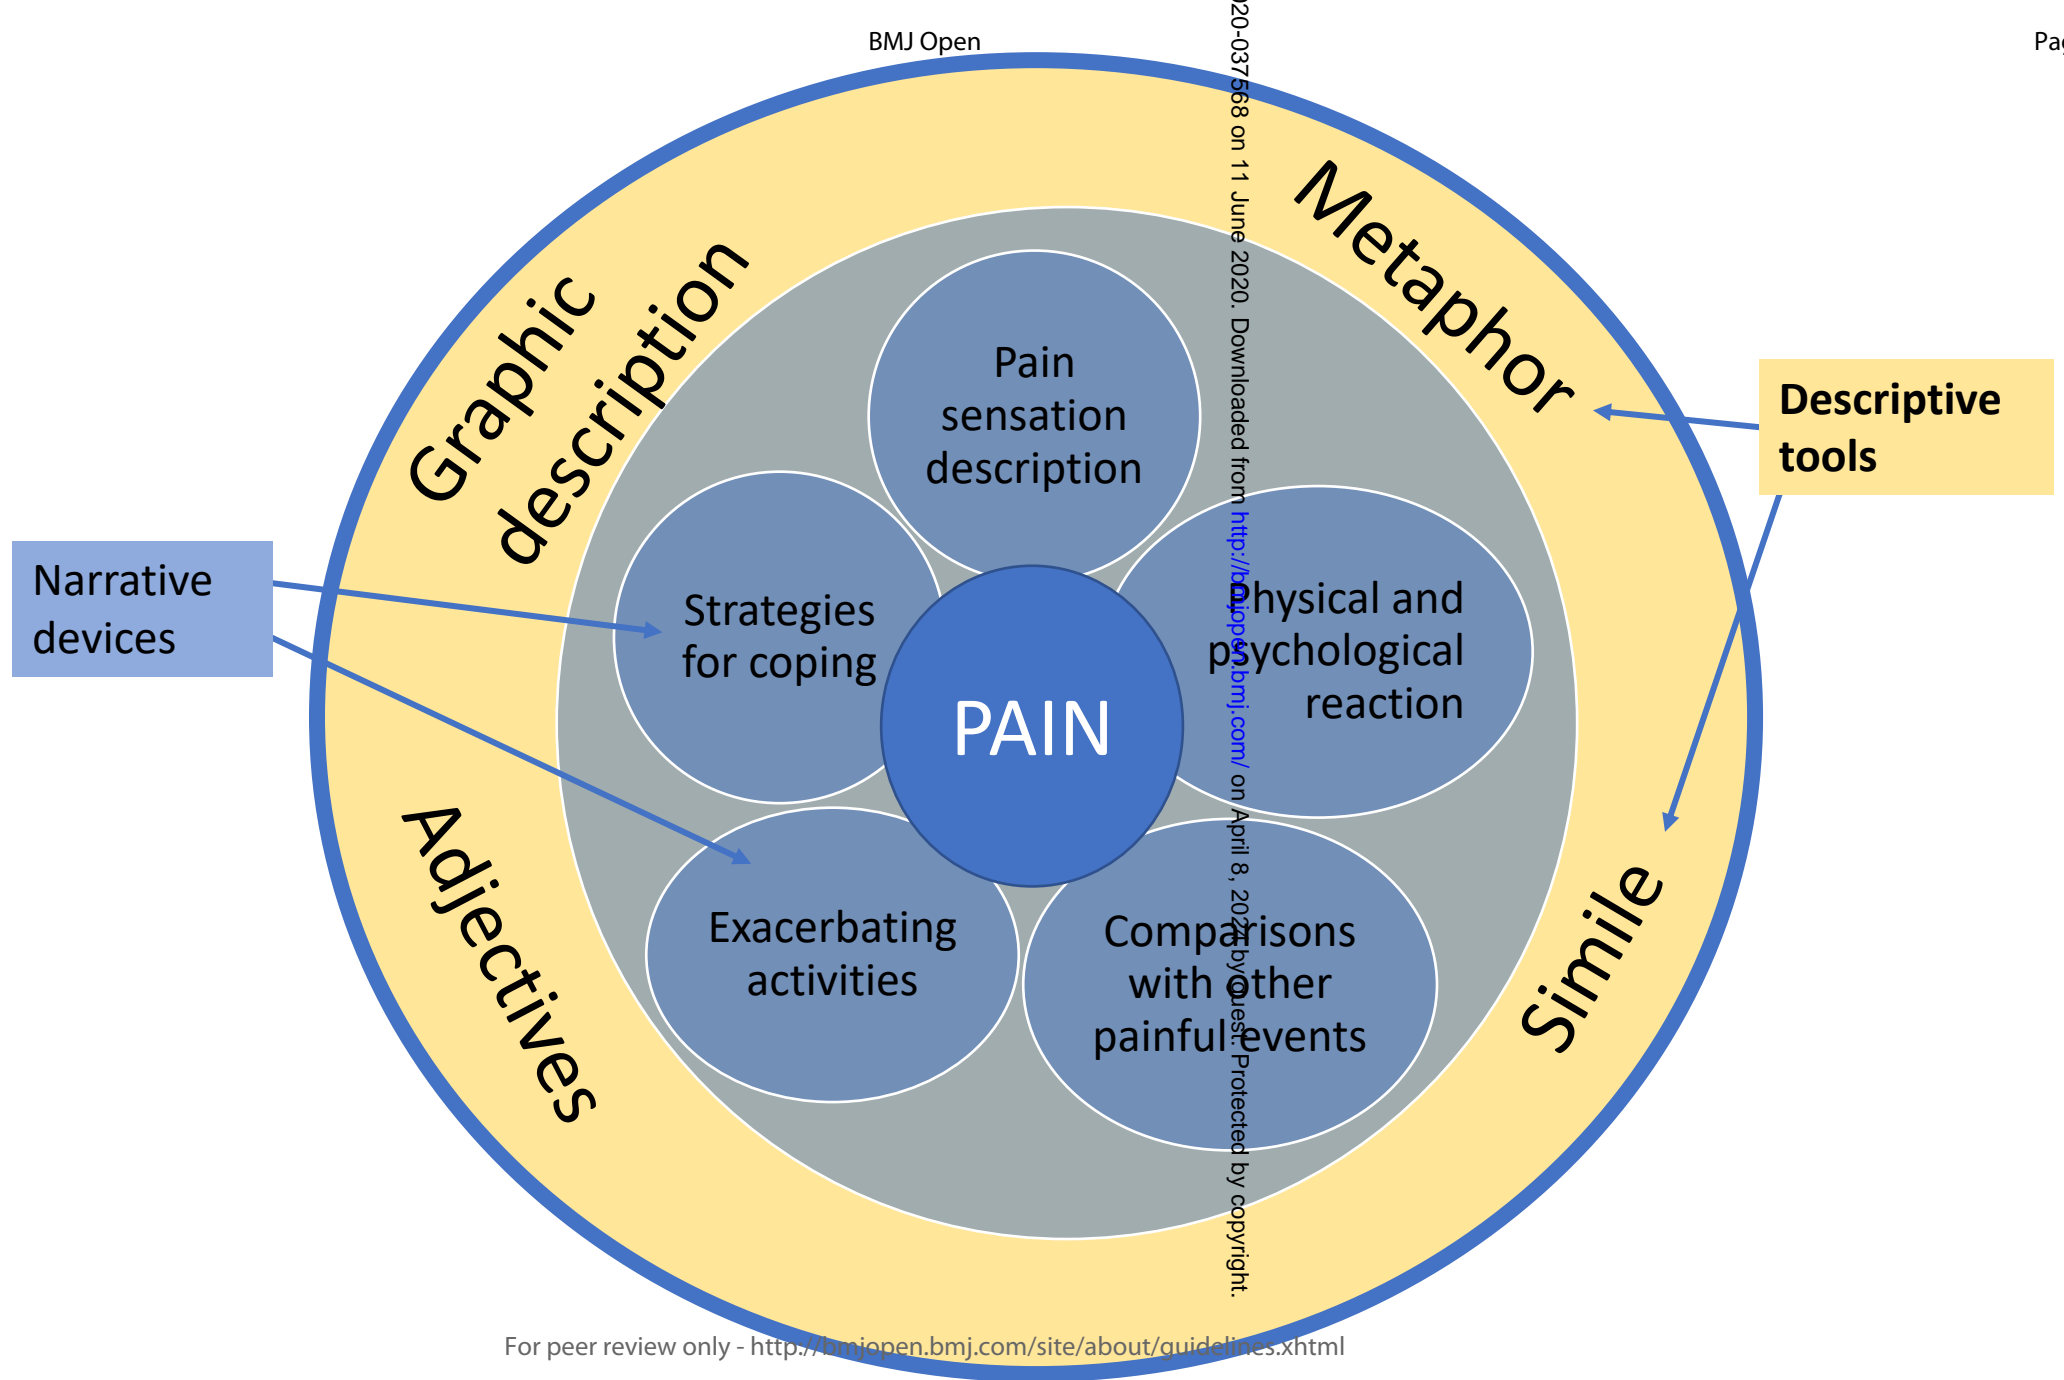 BMJ Open
Pa
Graphic
description
Metaphor
Pain
sensation
description
Descriptive
tools
Narrative
devices
Strategies
for coping
Physical and
psychological
reaction
PAIN
Adjectives
Exacerbating
activities
Comparisons
with other
painful events
Simile
20-037568 on 11 June 2020. Downloaded from http://bmjopen.bmj.com/ on April 8, 2024 by guest. Protected by copyright.
For peer review only - http://bmjopen.bmj.com/site/about/guidelines.xhtml